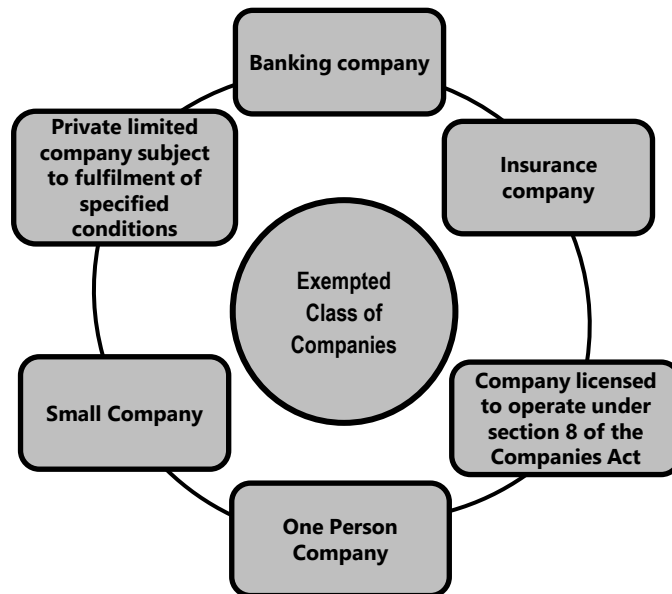 Banking company
Insurance
company
Company licensed
to operate under
section 8 of the
Companies Act
One Person
Company
Small Company
Private limited
company subject
to fulfilment of
specified
conditions
Exempted
Class of
Companies